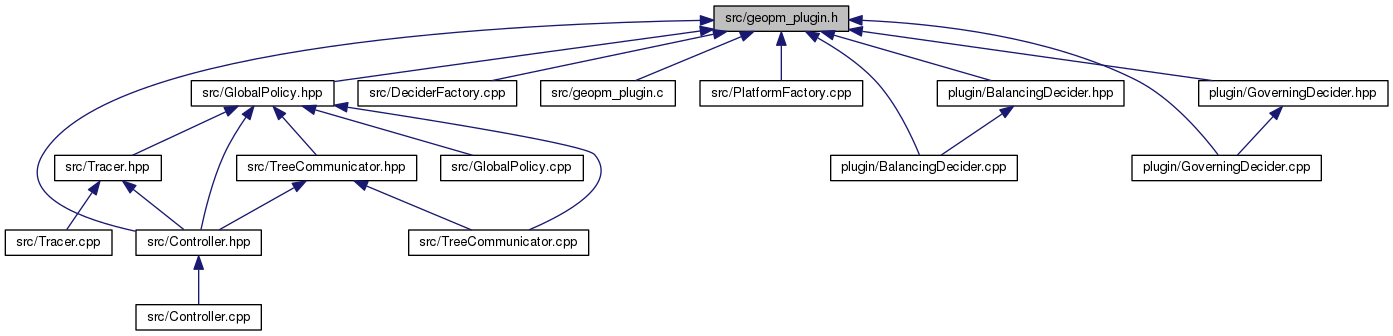 src/geopm_plugin.h
src/GlobalPolicy.hpp
src/DeciderFactory.cpp
src/geopm_plugin.c
src/PlatformFactory.cpp
plugin/BalancingDecider.hpp
plugin/GoverningDecider.hpp
src/Tracer.hpp
src/TreeCommunicator.hpp
src/GlobalPolicy.cpp
plugin/BalancingDecider.cpp
plugin/GoverningDecider.cpp
src/Tracer.cpp
src/Controller.hpp
src/TreeCommunicator.cpp
src/Controller.cpp